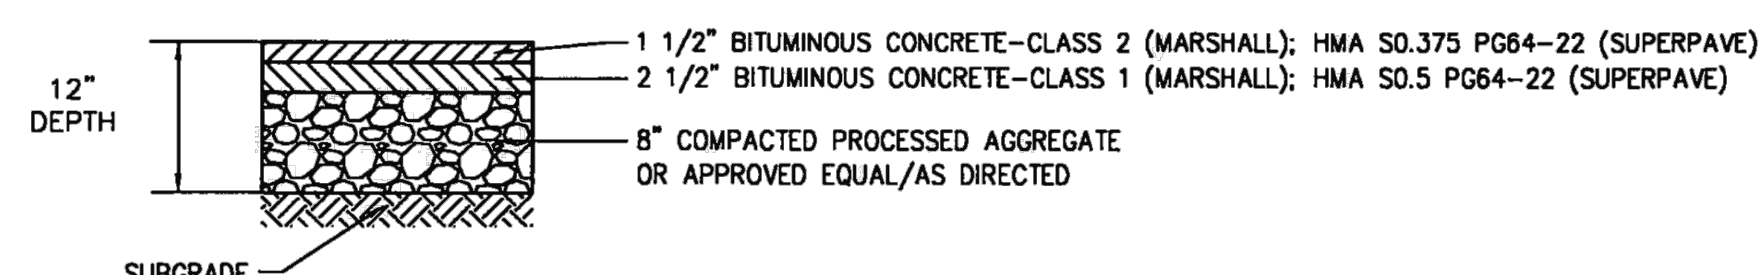 1 1/2" BITUMINOUS CONCRETE-CLASS 2 (MARSHALL); HMA S0.375 PG64-22 (SUPERPAVE)
2 1/2" BITUMINOUS CONCRETE-CLASS 1 (MARSHALL); HMA S0.5 PG64-22 (SUPERPAVE)
12"
DEPTH
8" COMPACTED PROCESSED AGGREGATE
OR APPROVED EQUAL/AS DIRECTED
SUBGRADE